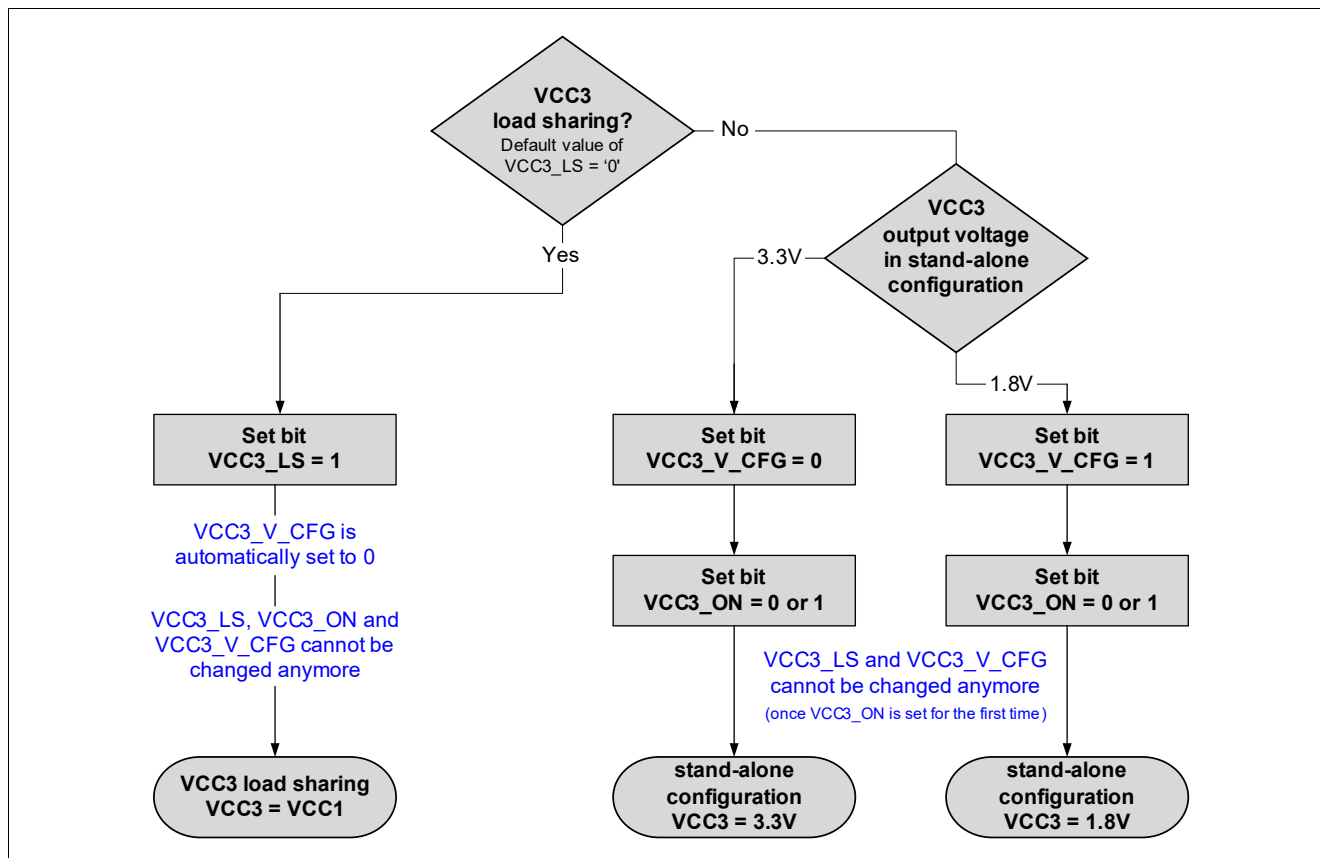 VCC3
load sharing?
Default value of
VCC3_LS = ‘0'
No
Yes
VCC3
output voltage
in stand-alone
configuration
3.3V
1.8V
Set bit
VCC3_LS = 1
Set bit
VCC3_V_CFG = 0
Set bit
VCC3_V_CFG = 1
VCC3_V_CFG is
automatically set to 0
Set bit
VCC3_ON = 0 or 1
Set bit
VCC3_ON = 0 or 1
VCC3_LS, VCC3_ON and
VCC3_V_CFG cannot be
changed anymore
VCC3_LS and VCC3_V_CFG
cannot be changed anymore
(once VCC3_ON is set for the first time)
VCC3 load sharing
VCC3 = VCC1
stand-alone
configuration
VCC3 = 3.3V
stand-alone
configuration
VCC3 = 1.8V